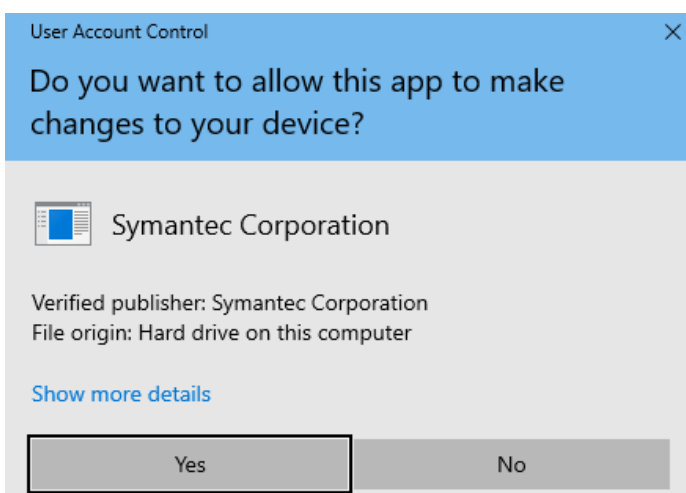 User Account Control
Do you want to allow this app to make
changes to your device?
Symantec Corporation
Verified publisher: Symantec Corporation
File origin: Hard drive on this computer
Show more details
Yes
No